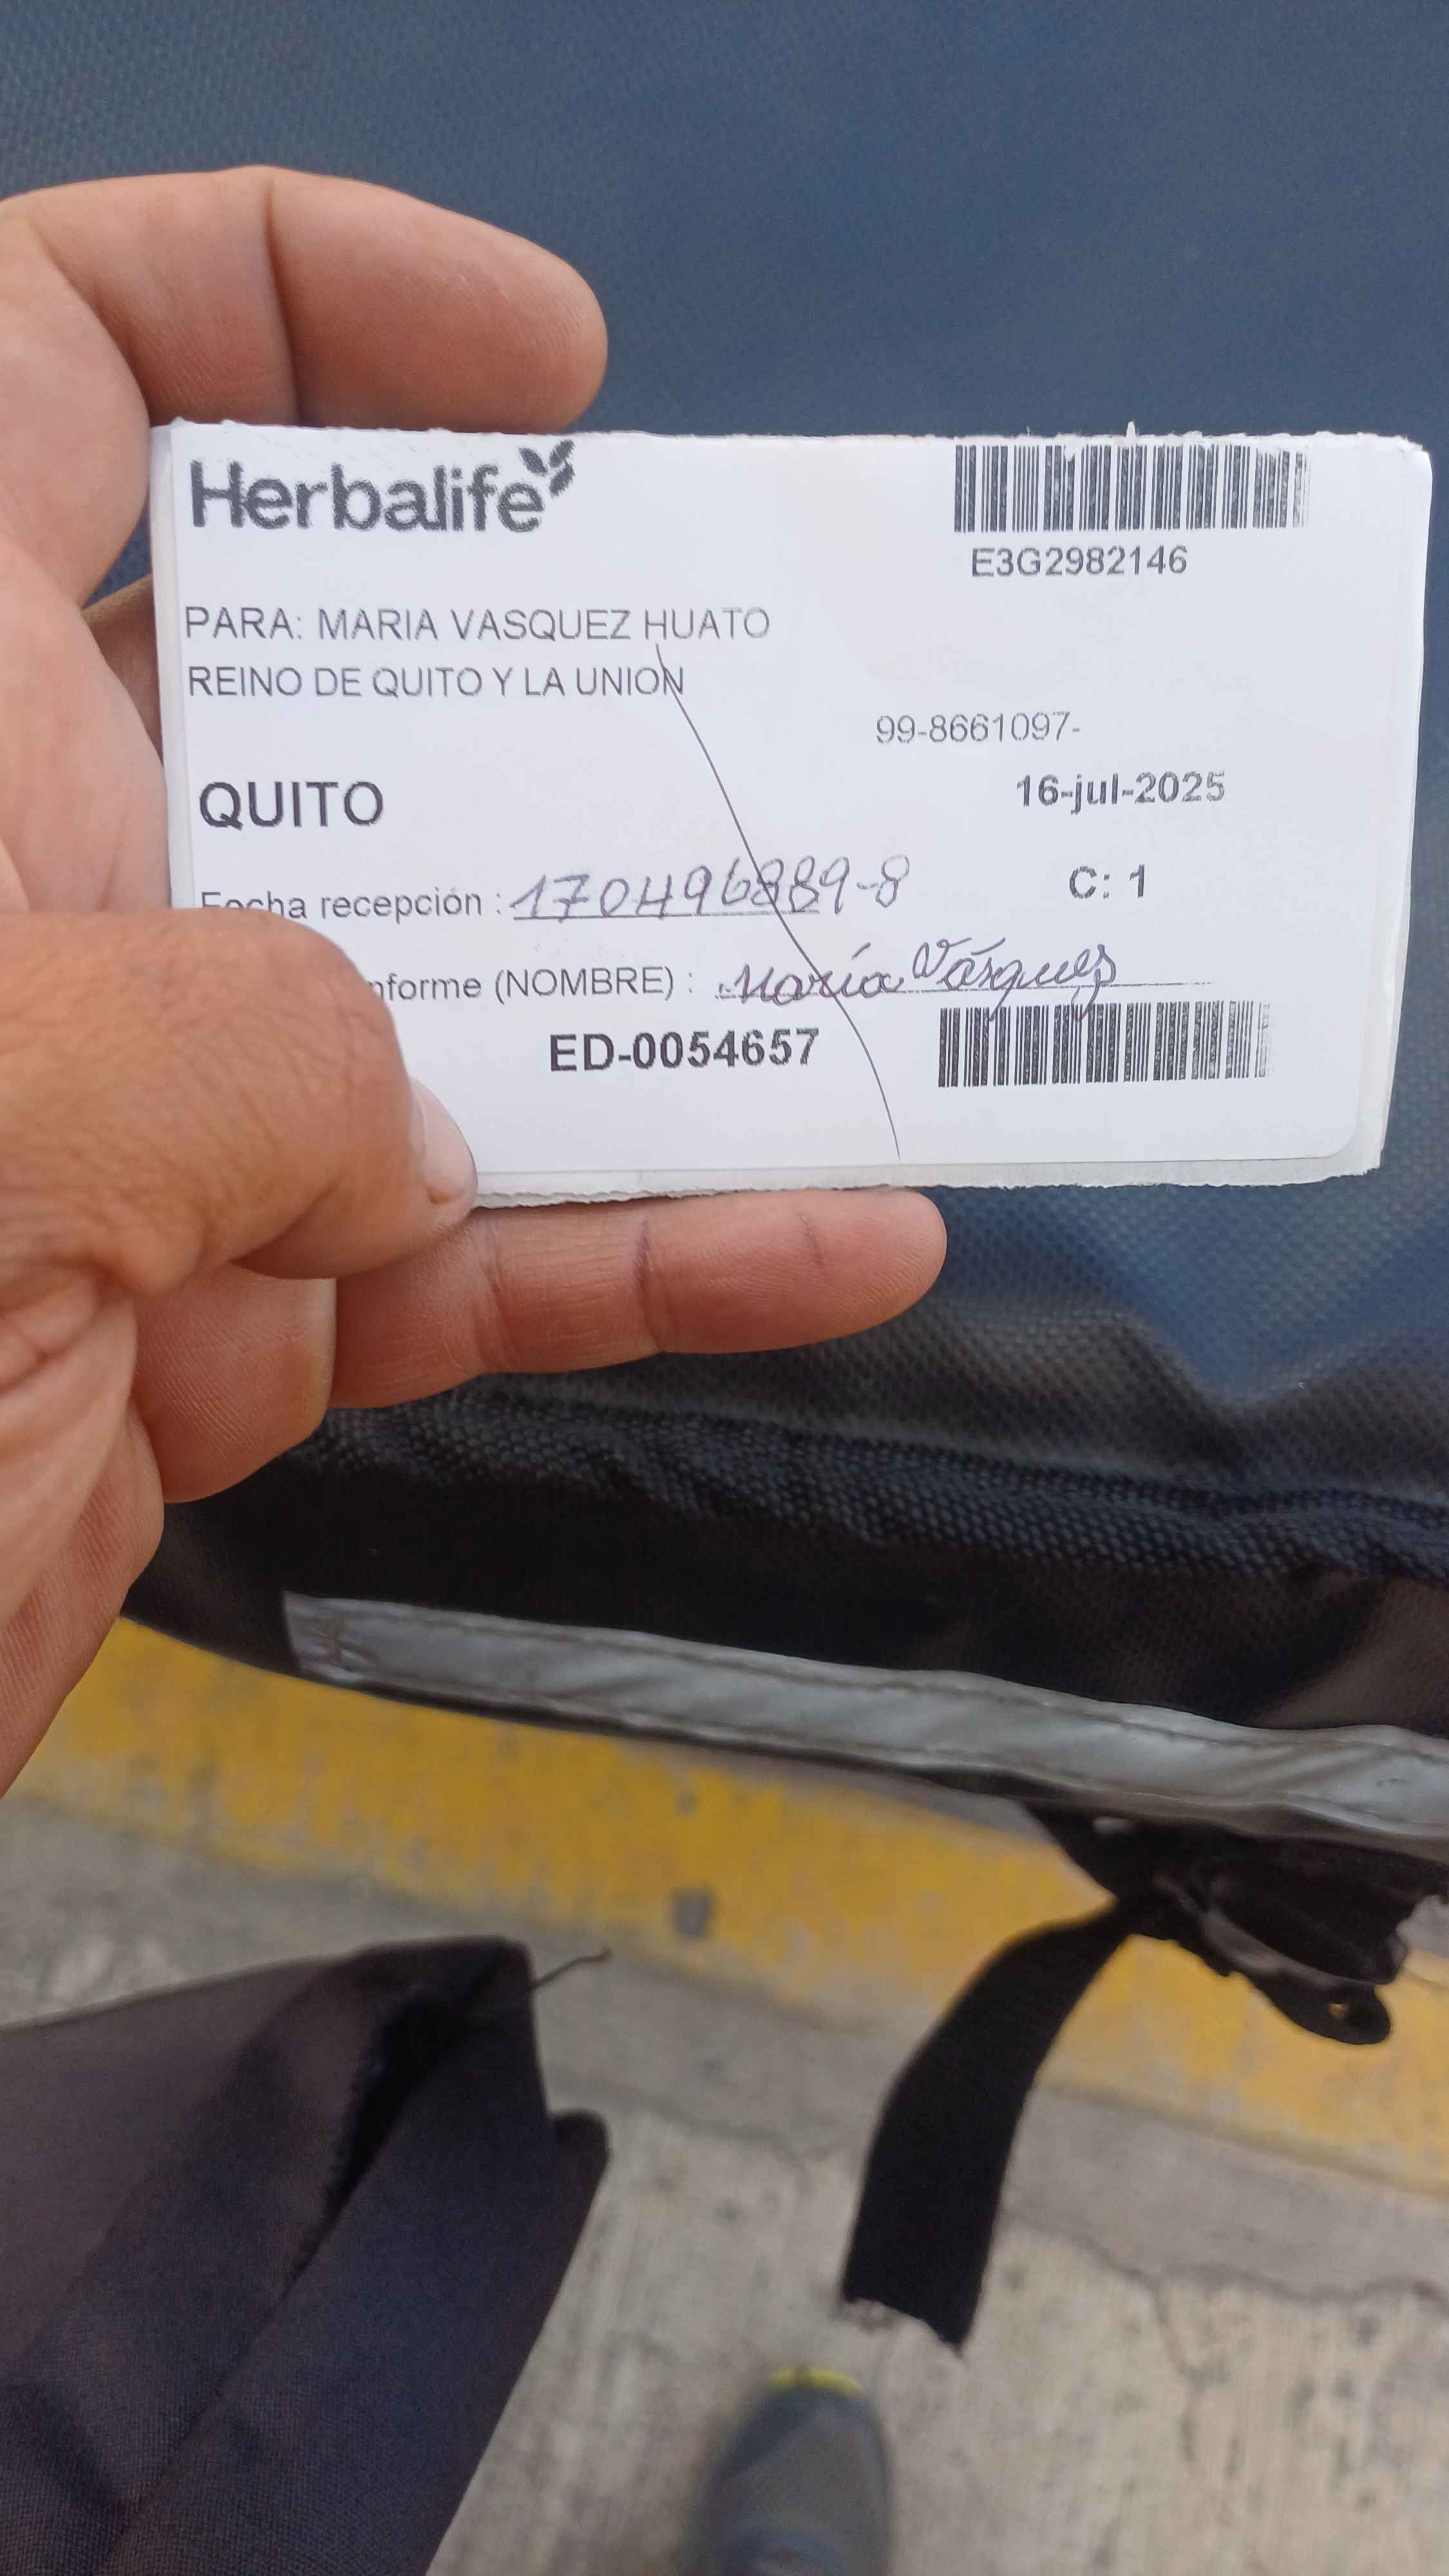 Herbalife
E3G2982146
PARA: MARIA VASQUEZ HUATO
REINO DE QUITO Y LA UNION
99-8661097-
QUITO
16-jul-2025
Fecha recepción : 170496889-8
C: 1
nforme (NOMBRE) : María Vásquez
ED-0054657